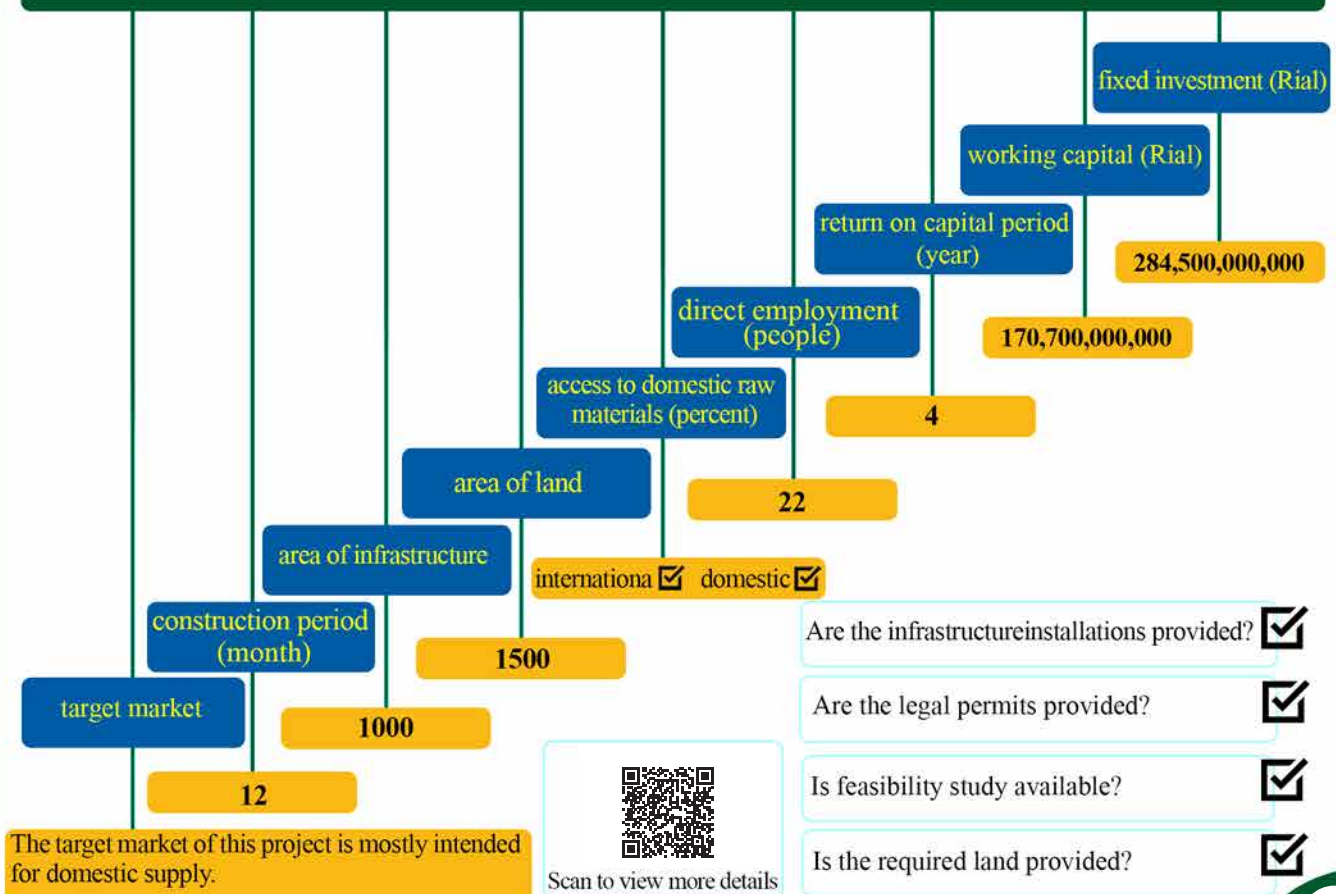 fixed investment (Rial)
284,500,000,000
working capital (Rial)
170,700,000,000
return on capital period
(year)
4
direct employment
(people)
22
access to domestic raw
materials (percent)
internationa ☑ domestic ☑
area of land
1500
area of infrastructure
1000
construction period
(month)
12
target market
The target market of this project is mostly intended
for domestic supply.
Scan to view more details
Are the infrastructureinstallations provided? ☑
Are the legal permits provided? ☑
Is feasibility study available? ☑
Is the required land provided? ☑